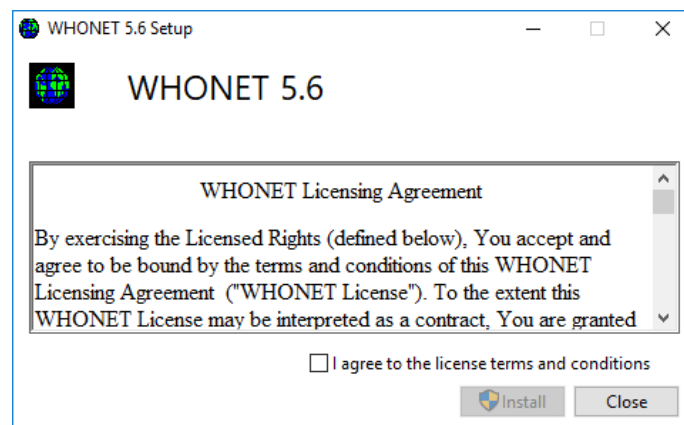 WHONET 5.6 Setup
WHONET 5.6
WHONET Licensing Agreement
By exercising the Licensed Rights (defined below), You accept and
agree to be bound by the terms and conditions of this WHONET
Licensing Agreement  ("WHONET License"). To the extent this
WHONET License may be interpreted as a contract, You are granted
I agree to the license terms and conditions
Install
Close